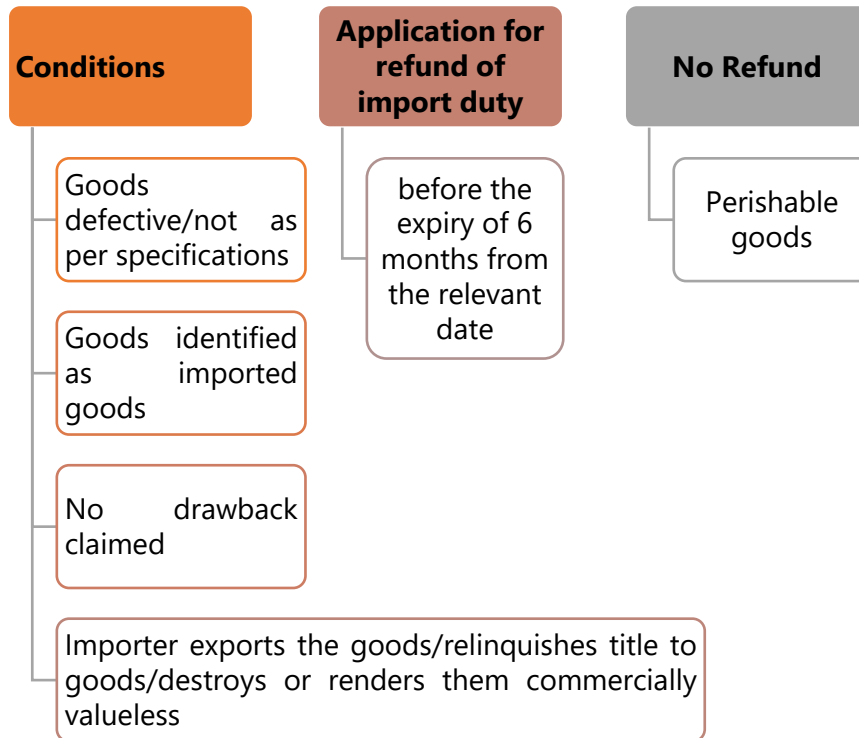 Conditions
Goods
defective/not as
per specifications
Goods identified
as imported
goods
No drawback
claimed
Importer exports the goods/relinquishes title to
goods/destroys or renders them commercially
valueless
Application for
refund of
import duty
before the
expiry of 6
months from
the relevant
date
No Refund
Perishable
goods